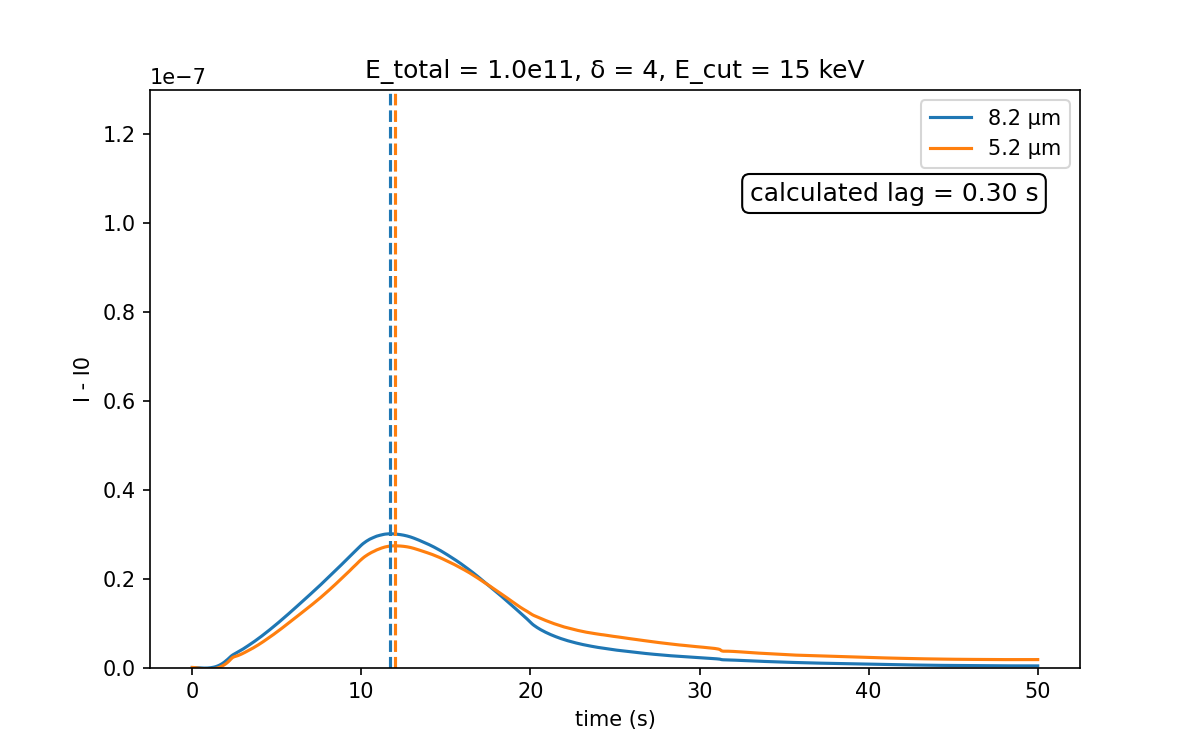 E_total = 1.0e11, δ = 4, E_cut = 15 keV
1e−7
8.2 μm
5.2 μm
calculated lag = 0.30 s
1.2
1.0
0.8
0.6
0.4
0.2
0.0
I - I0
0 10 20 30 40 50
time (s)